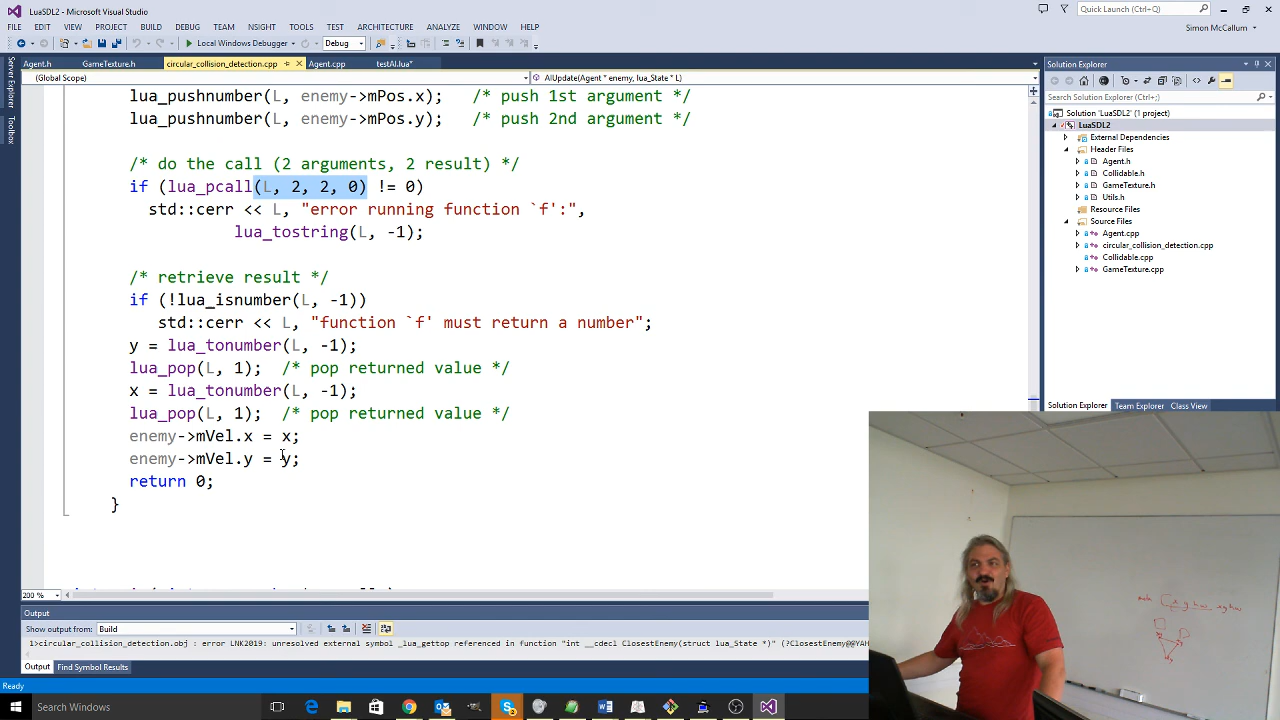 LuaSDL2 - Microsoft Visual Studio
Quick Launch (Ctrl+Q)
FILE EDIT VIEW PROJECT BUILD DEBUG TEAM NSIGHT TOOLS TEST ARCHITECTURE ANALYZE WINDOW HELP
Simon McCallum
Local Windows Debugger Debug
Agent.h GameTexture.h circular_collision_detection.cpp Agent.cpp testAI.lua*
(Global Scope) AIUpdate(Agent * enemy, lua_State * L)
Server Explorer
Toolbox
lua_pushnumber(L, enemy->mPos.x); /* push 1st argument */
lua_pushnumber(L, enemy->mPos.y); /* push 2nd argument */
/* do the call (2 arguments, 2 result) */
if (lua_pcall(L, 2, 2, 0) != 0)
std::cerr << L, "error running function `f':",
lua_tostring(L, -1);
/* retrieve result */
if (!lua_isnumber(L, -1))
std::cerr << L, "function `f' must return a number";
y = lua_tonumber(L, -1);
lua_pop(L, 1); /* pop returned value */
x = lua_tonumber(L, -1);
lua_pop(L, 1); /* pop returned value */
enemy->mVel.x = x;
enemy->mVel.y = y;
return 0;
}
200 %
Output
Show output from: Build
1>circular_collision_detection.obj : error LNK2019: unresolved external symbol _lua_gettop referenced in function "int __cdecl ClosestEnemy(struct lua_State *)" (?ClosestEnemy@@YAH
Output Find Symbol Results
Search Windows
Solution Explorer
Search Solution Explorer (Ctrl+;)
Solution 'LuaSDL2' (1 project)
LuaSDL2
External Dependencies
Header Files
Agent.h
Collidable.h
GameTexture.h
Utils.h
Resource Files
Source Files
Agent.cpp
circular_collision_detection.cpp
Collidable.cpp
GameTexture.cpp
Solution Explorer Team Explorer Class View